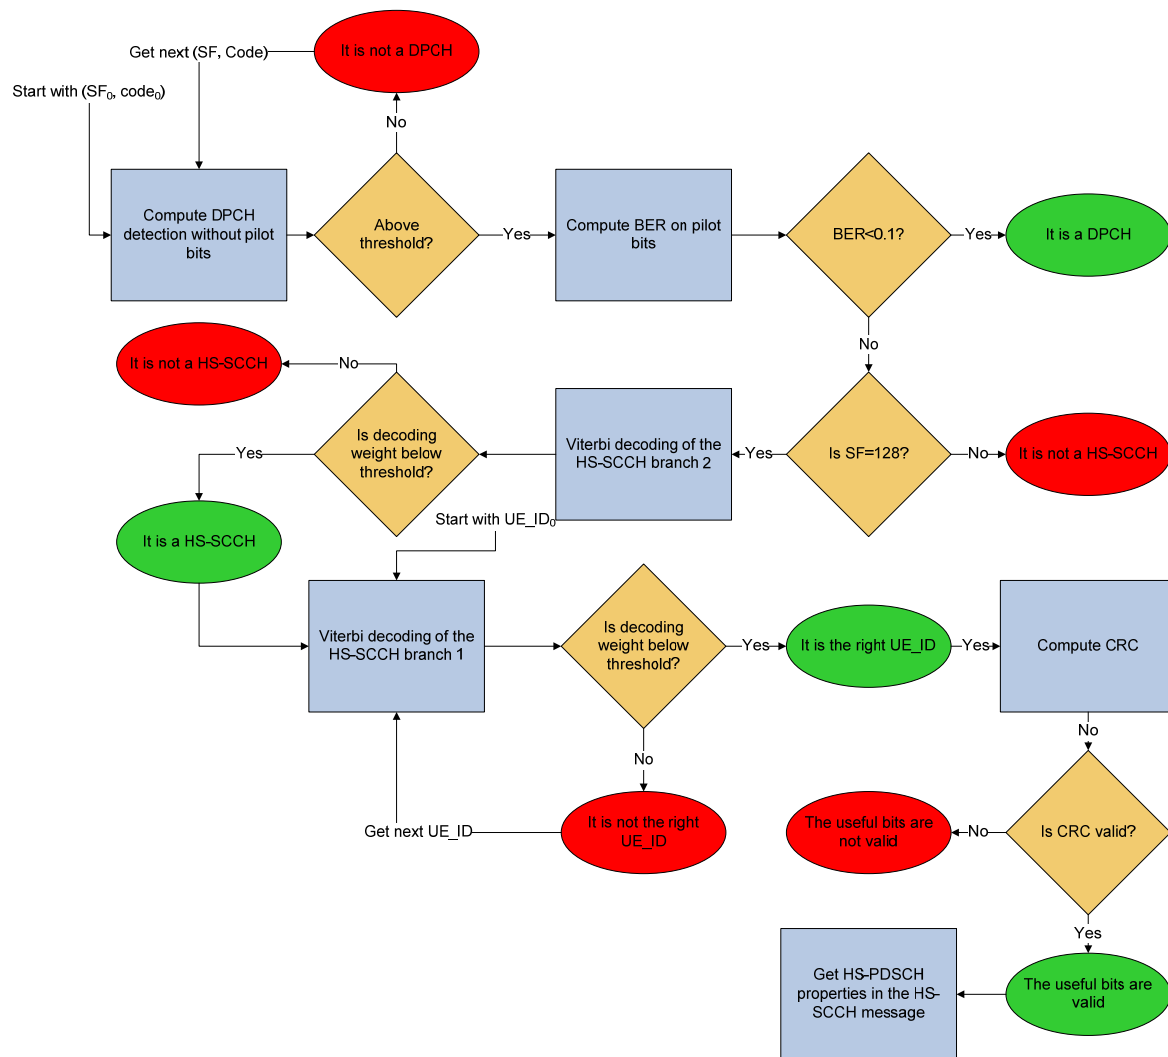 It is not a DPCH
Get next (SF, Code)
Start with (SF₀, code₀)
No
Compute DPCH
detection without pilot
bits
Above
threshold?
Yes
Compute BER on pilot
bits
BER<0.1?
Yes
It is a DPCH
No
It is not a HS-SCCH
No
Is decoding
weight below
threshold?
Viterbi decoding of the
HS-SCCH branch 2
Yes
Is SF=128?
No
It is not a HS-SCCH
Yes
Start with UE_ID₀
It is a HS-SCCH
Viterbi decoding of the
HS-SCCH branch 1
Is decoding
weight below
threshold?
Yes
It is the right UE_ID
Yes
Compute CRC
No
No
Get next UE_ID
It is not the right
UE_ID
The useful bits are
not valid
No
Is CRC valid?
Yes
Get HS-PDSCH
properties in the HS-
SCCH message
The useful bits are
valid